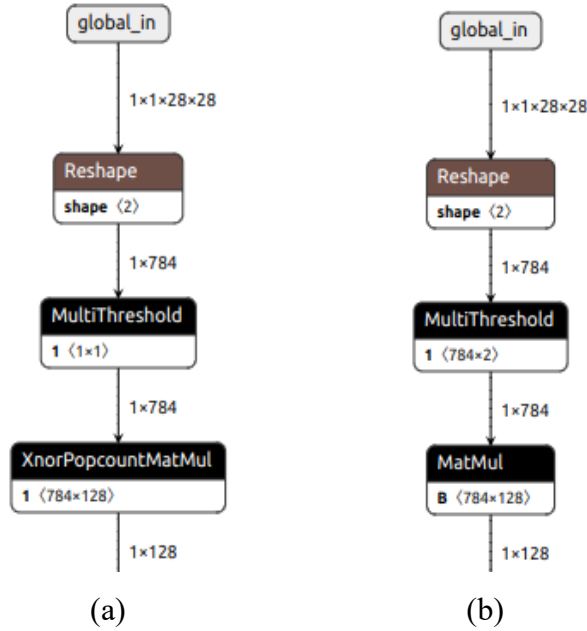 global_in
1×1×28×28
Reshape
shape ⟨2⟩
1×784
MultiThreshold
1 ⟨1×1⟩
1×784
XnorPopcountMatMul
1 ⟨784×128⟩
1×128
(a)
global_in
1×1×28×28
Reshape
shape ⟨2⟩
1×784
MultiThreshold
1 ⟨784×2⟩
1×784
MatMul
B ⟨784×128⟩
1×128
(b)